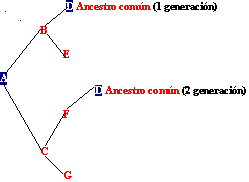 D Ancestro común (1 generación)
B
E
A
D Ancestro común (2 generación)
F
C
G